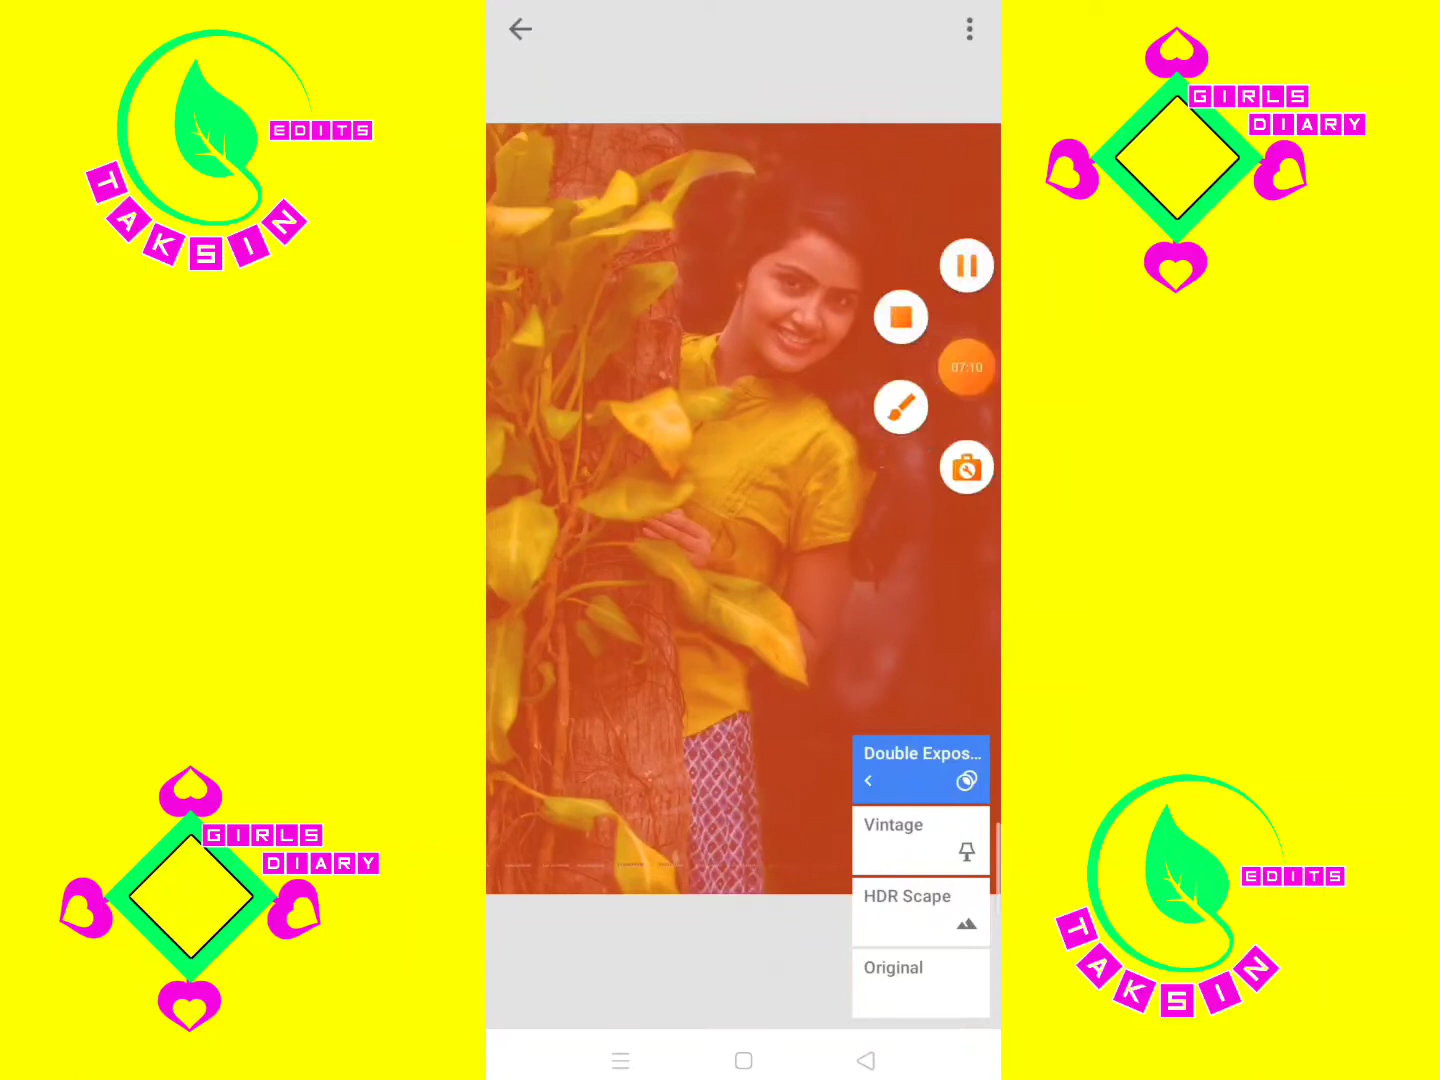 EDITS
TAKSIN
GIRLS
DIARY
07:10
Double Expos...
Vintage
HDR Scape
Original
GIRLS
DIARY
EDITS
TAKSIN